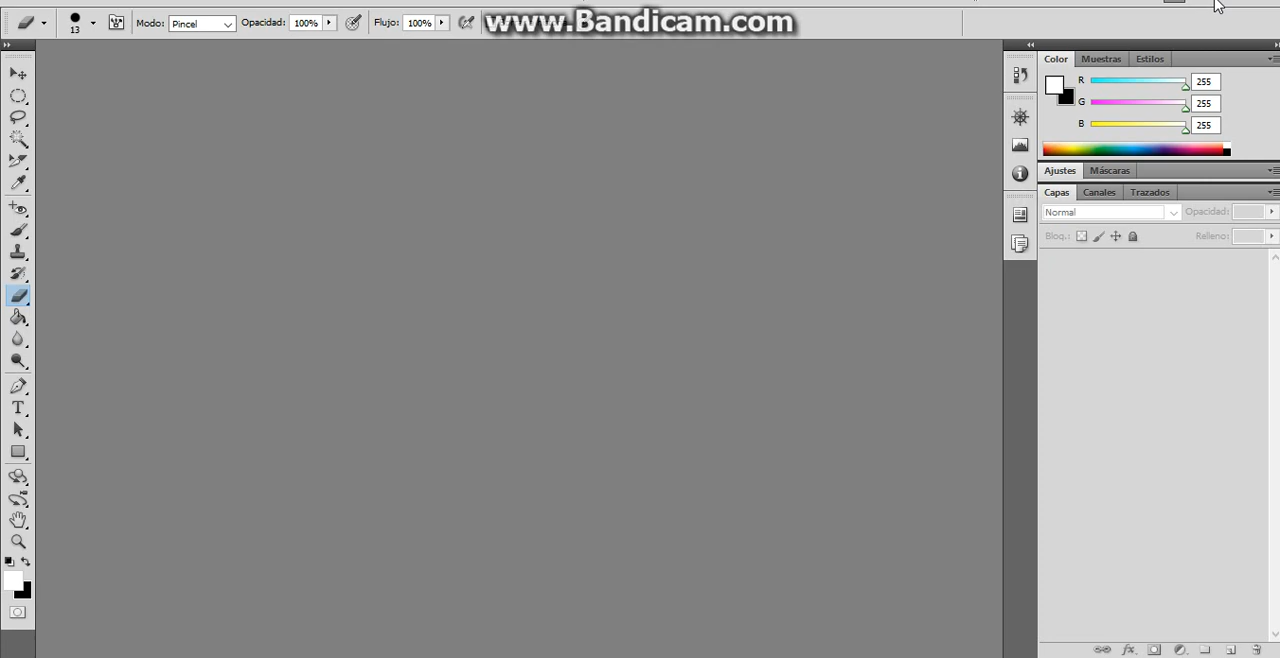 13 Modo: Pincel Opacidad: 100% Flujo: 100% www.Bandicam.com
Color Muestras Estilos
R 255
G 255
B 255
Ajustes Máscaras
Capas Canales Trazados
Normal Opacidad:
Bloq.: Relleno:
T
fx